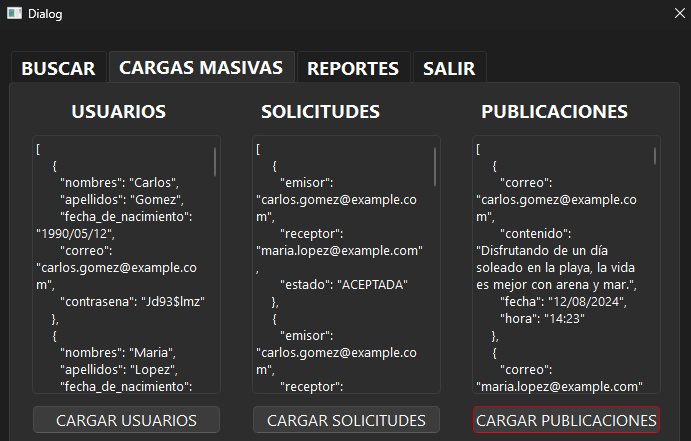 Dialog
BUSCAR CARGAS MASIVAS REPORTES SALIR
USUARIOS
[
{
"nombres": "Carlos",
"apellidos": "Gomez",
"fecha_de_nacimiento":
"1990/05/12",
"correo":
"carlos.gomez@example.co
m",
"contrasena": "Jd93$lmz"
},
{
"nombres": "Maria",
"apellidos": "Lopez",
"fecha_de_nacimiento":
CARGAR USUARIOS
SOLICITUDES
[
{
"emisor":
"carlos.gomez@example.co
m",
"receptor":
"maria.lopez@example.com"
,
"estado": "ACEPTADA"
},
{
"emisor":
"carlos.gomez@example.co
m",
"receptor":
CARGAR SOLICITUDES
PUBLICACIONES
[
{
"correo":
"carlos.gomez@example.co
m",
"contenido":
"Disfrutando de un día
soleado en la playa, la vida
es mejor con arena y mar.",
"fecha": "12/08/2024",
"hora": "14:23"
},
{
"correo":
"maria.lopez@example.com"
CARGAR PUBLICACIONES